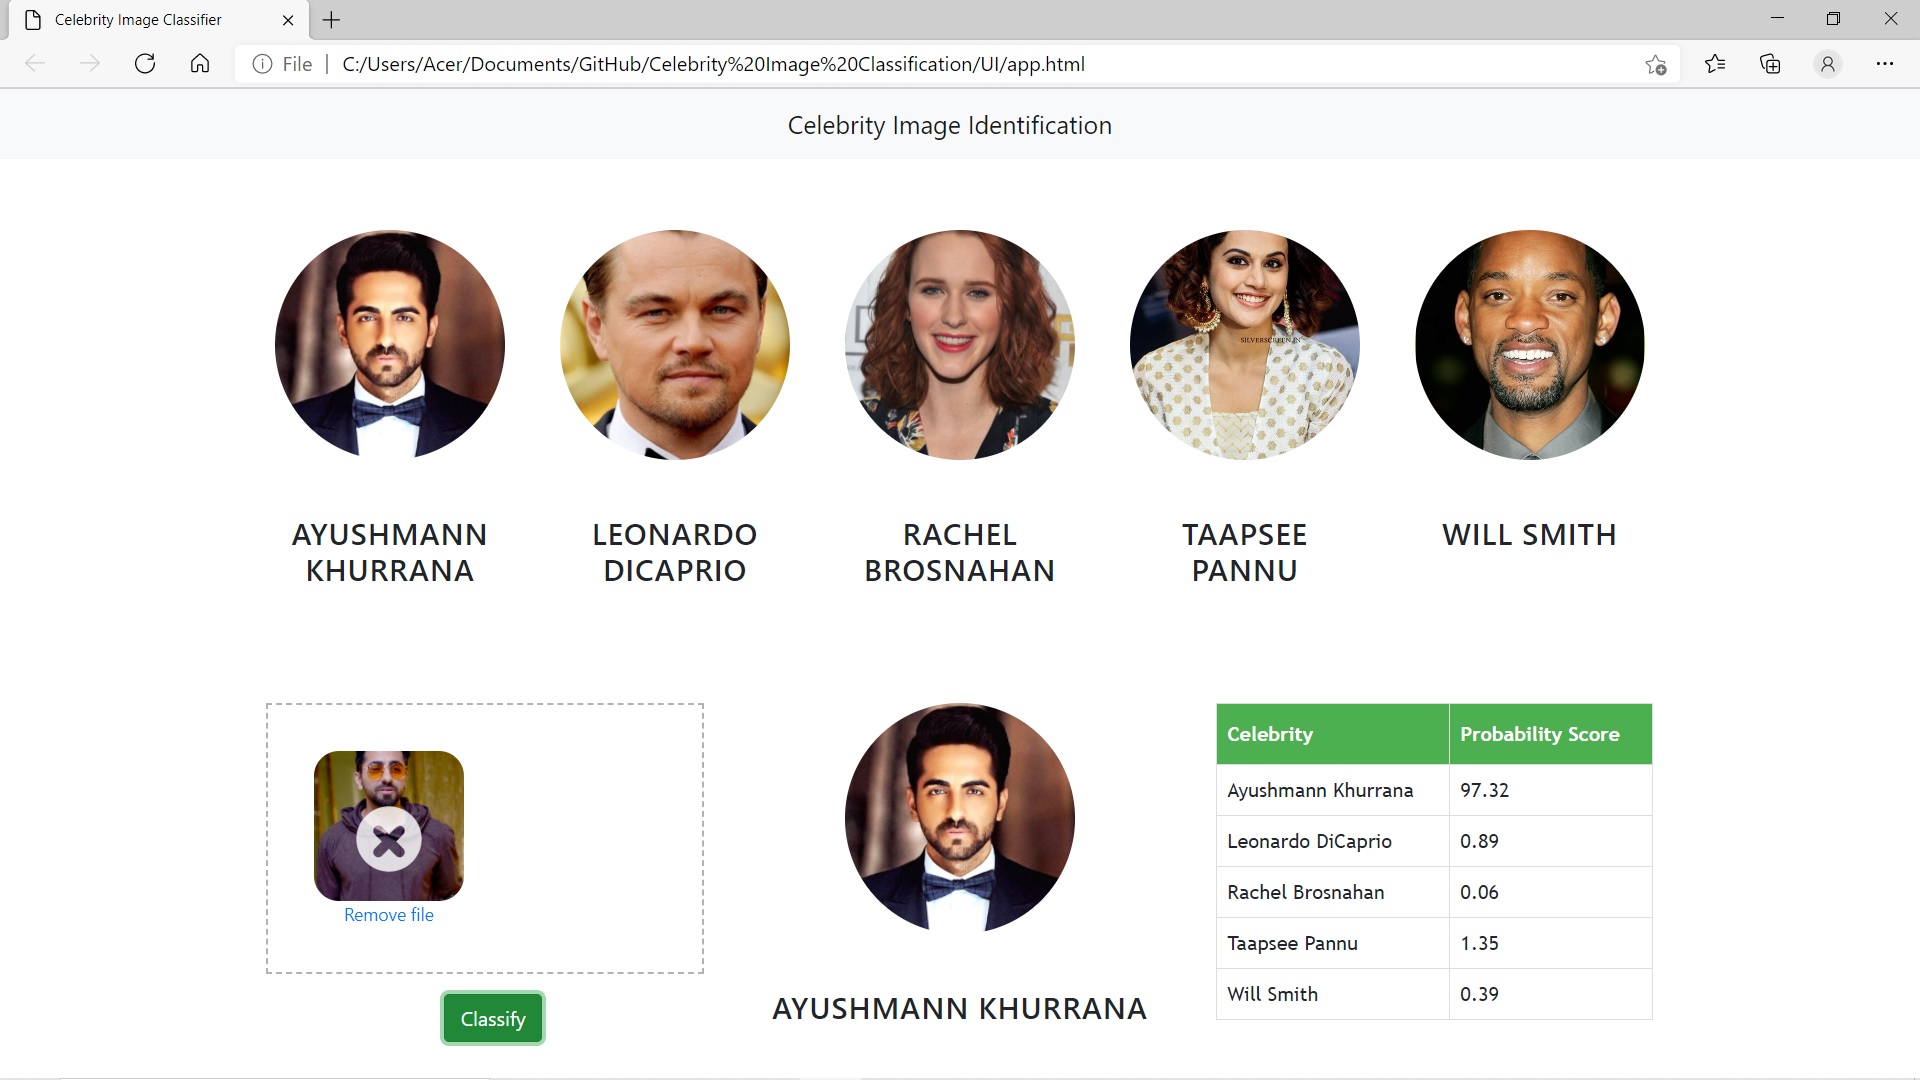 Celebrity Image Classifier
File | C:/Users/Acer/Documents/GitHub/Celebrity%20Image%20Classification/UI/app.html
Celebrity Image Identification
SILVERSCREEN.IN
AYUSHMANN
KHURRANA
LEONARDO
DICAPRIO
RACHEL
BROSNAHAN
TAAPSEE
PANNU
WILL SMITH
Remove file
Classify
AYUSHMANN KHURRANA
Celebrity Probability Score
Ayushmann Khurrana 97.32
Leonardo DiCaprio 0.89
Rachel Brosnahan 0.06
Taapsee Pannu 1.35
Will Smith 0.39